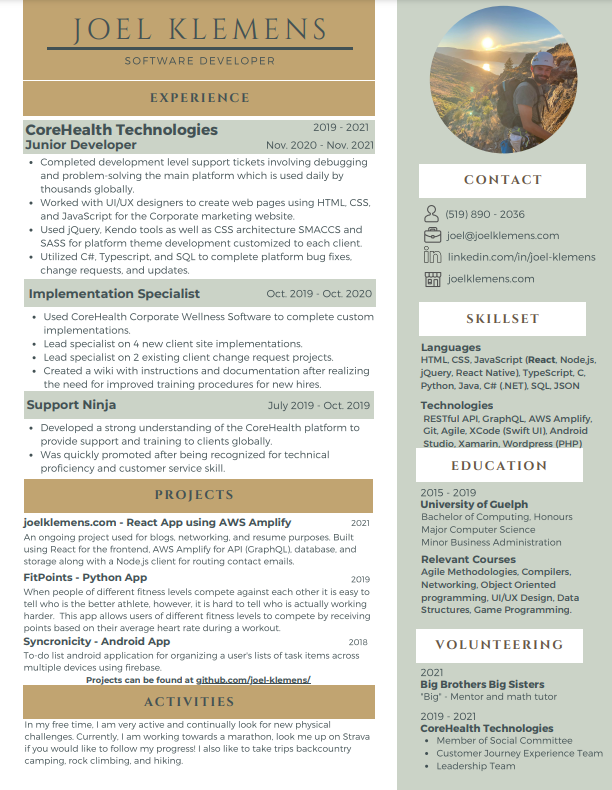 JOEL KLEMENS
SOFTWARE DEVELOPER
EXPERIENCE
CoreHealth Technologies 2019 - 2021
Junior Developer Nov. 2020 - Nov. 2021
• Completed development level support tickets involving debugging
and problem-solving the main platform which is used daily by
thousands globally.
• Worked with UI/UX designers to create web pages using HTML, CSS,
and JavaScript for the Corporate marketing website.
• Used jQuery, Kendo tools as well as CSS architecture SMACCS and
SASS for platform theme development customized to each client.
• Utilized C#, Typescript, and SQL to complete platform bug fixes,
change requests, and updates.
Implementation Specialist Oct. 2019 - Oct. 2020
• Used CoreHealth Corporate Wellness Software to complete custom
implementations.
• Lead specialist on 4 new client site implementations.
• Lead specialist on 2 existing client change request projects.
• Created a wiki with instructions and documentation after realizing
the need for improved training procedures for new hires.
Support Ninja July 2019 - Oct. 2019
• Developed a strong understanding of the CoreHealth platform to
provide support and training to clients globally.
• Was quickly promoted after being recognized for technical
proficiency and customer service skill.
PROJECTS
joelklemens.com - React App using AWS Amplify 2021
An ongoing project used for blogs, networking, and resume purposes. Built
using React for the frontend, AWS Amplify for API (GraphQL), database, and
storage along with a Node.js client for routing contact emails.
FitPoints - Python App 2019
When people of different fitness levels compete against each other it is easy to
tell who is the better athlete, however, it is hard to tell who is actually working
harder. This app allows users of different fitness levels to compete by receiving
points based on their average heart rate during a workout.
Syncronicity - Android App 2018
To-do list android application for organizing a user's lists of task items across
multiple devices using firebase.
Projects can be found at github.com/joel-klemens/
ACTIVITIES
In my free time, I am very active and continually look for new physical
challenges. Currently, I am working towards a marathon, look me up on Strava
if you would like to follow my progress! I also like to take trips backcountry
camping, rock climbing, and hiking.
CONTACT
(519) 890 - 2036
joel@joelklemens.com
linkedin.com/in/joel-klemens
joelklemens.com
SKILLSET
Languages
HTML, CSS, JavaScript (React, Node.js,
jQuery, React Native), TypeScript, C,
Python, Java, C# (.NET), SQL, JSON
Technologies
RESTful API, GraphQL, AWS Amplify,
Git, Agile, XCode (Swift UI), Android
Studio, Xamarin, Wordpress (PHP)
EDUCATION
2015 - 2019
University of Guelph
Bachelor of Computing, Honours
Major Computer Science
Minor Business Administration
Relevant Courses
Agile Methodologies, Compilers,
Networking, Object Oriented
programming, UI/UX Design, Data
Structures, Game Programming.
VOLUNTEERING
2021
Big Brothers Big Sisters
"Big" - Mentor and math tutor
2019 - 2021
CoreHealth Technologies
• Member of Social Committee
• Customer Journey Experience Team
• Leadership Team